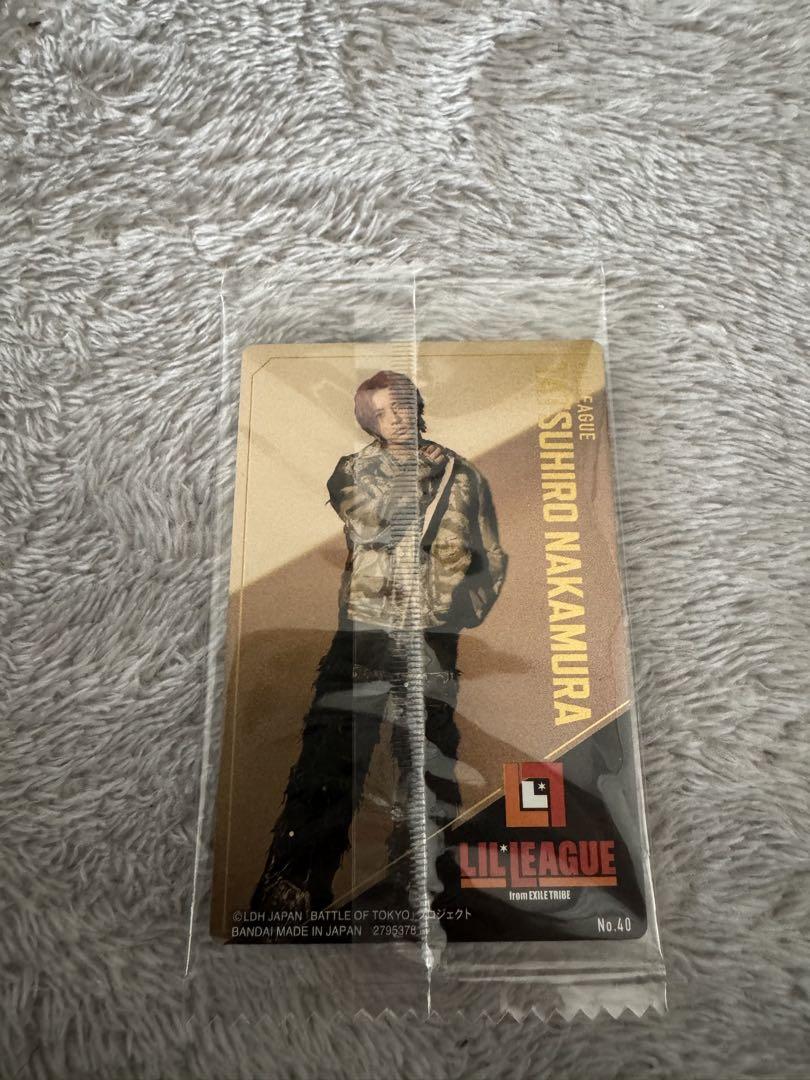 EAGUE
TSUHIRO NAKAMURA
LIL*LEAGUE
from EXILE TRIBE
©LDH JAPAN 「BATTLE OF TOKYO」プロジェクト
BANDAI MADE IN JAPAN 2795378
No.40